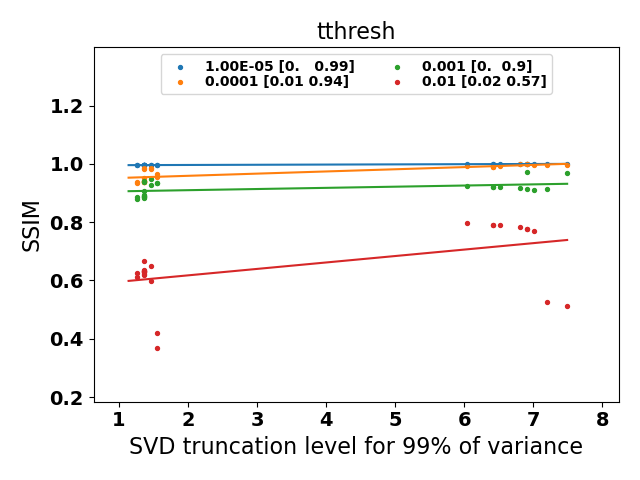 tthresh
1.00E-05 [0.   0.99]
0.0001 [0.01 0.94]
0.001 [0.  0.9]
0.01 [0.02 0.57]
SSIM
1.2
1.0
0.8
0.6
0.4
0.2
1 2 3 4 5 6 7 8
SVD truncation level for 99% of variance